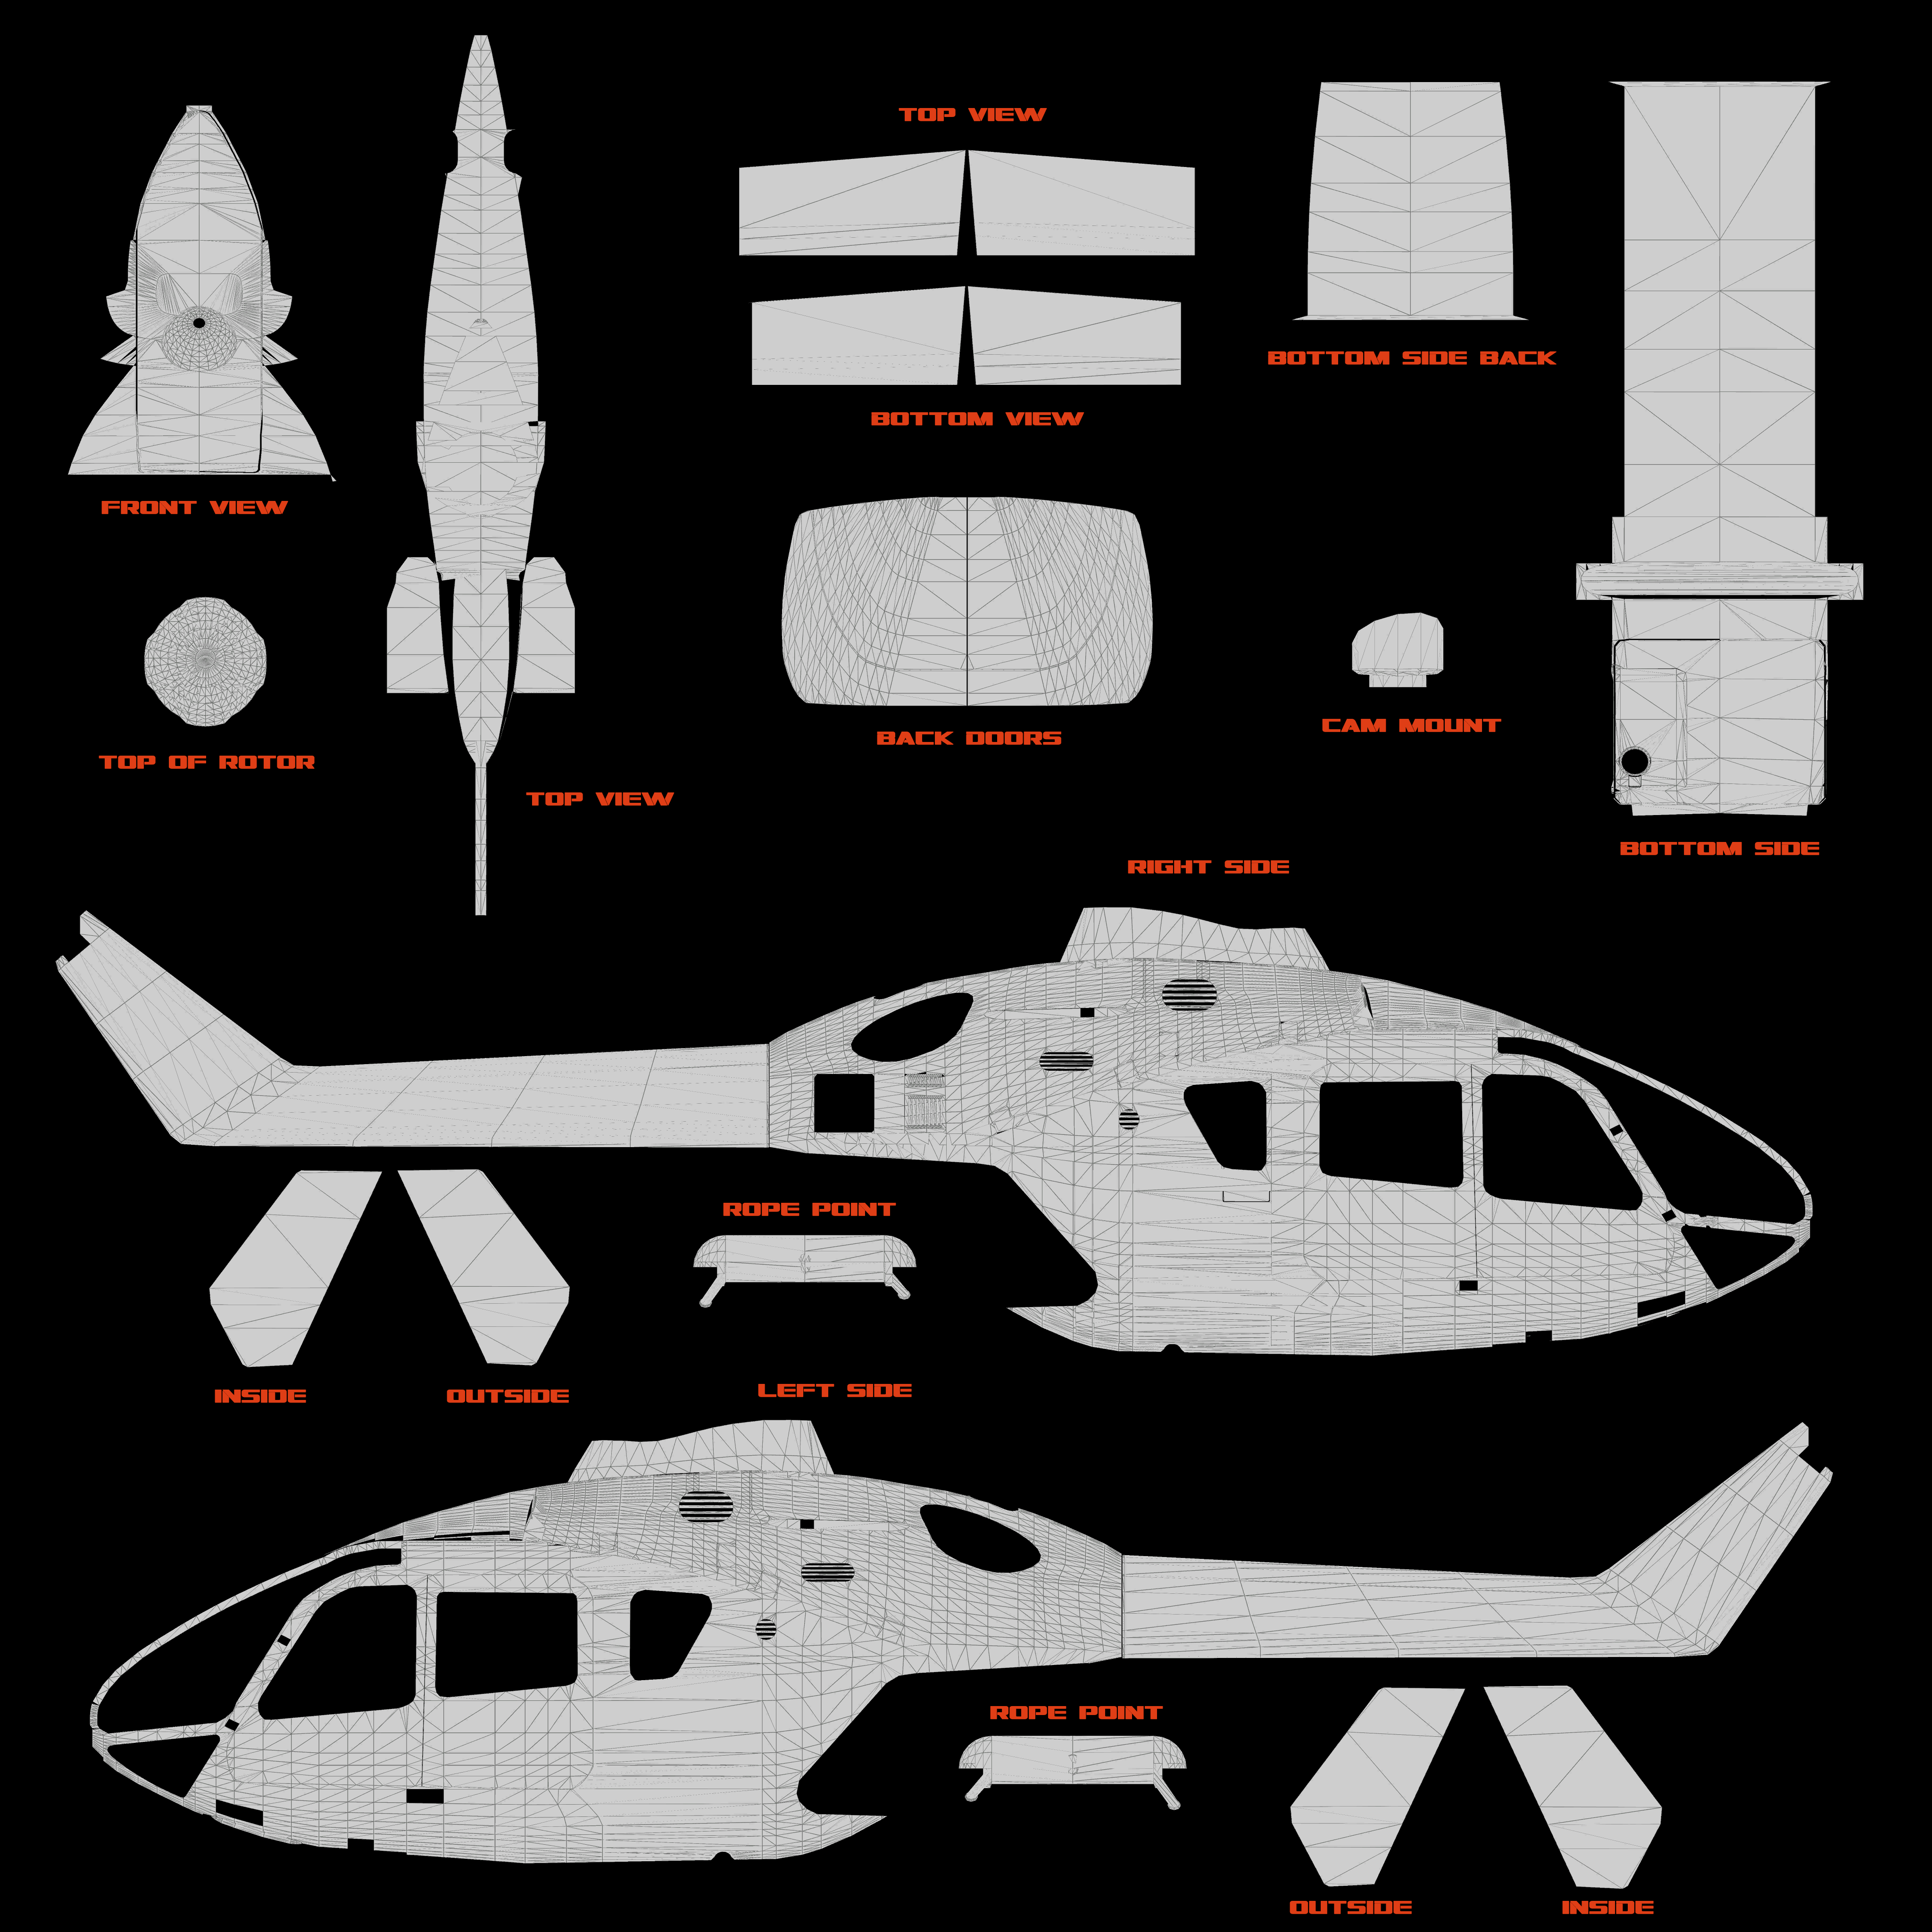 TOP VIEW
BOTTOM SIDE BACK
BOTTOM VIEW
FRONT VIEW
BACK DOORS
CAM MOUNT
TOP OF ROTOR
TOP VIEW
BOTTOM SIDE
RIGHT SIDE
ROPE POINT
LEFT SIDE
INSIDE
OUTSIDE
ROPE POINT
OUTSIDE
INSIDE